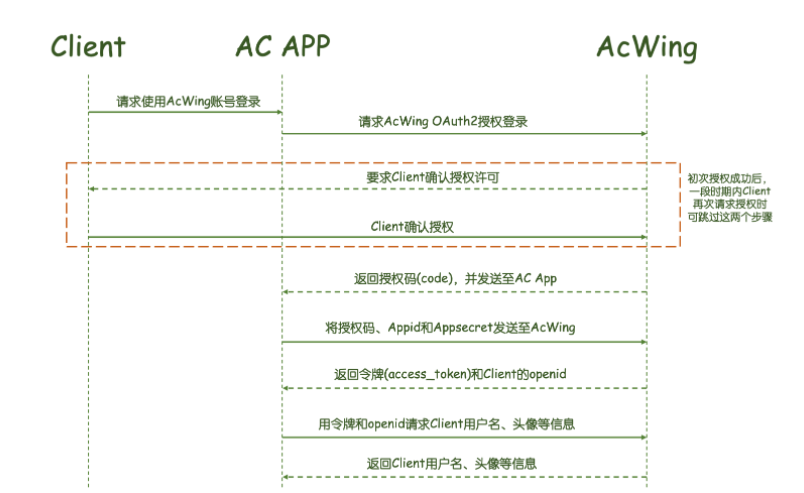 Client
AC APP
AcWing
请求使用AcWing账号登录
请求AcWing OAuth2授权登录
要求Client确认授权许可
初次授权成功后，
一段时期内Client
再次请求授权时
可跳过这两个步骤
Client确认授权
返回授权码(code)，并发送至AC App
将授权码、Appid和Appsecret发送至AcWing
返回令牌(access_token)和Client的openid
用令牌和openid请求Client用户名、头像等信息
返回Client用户名、头像等信息